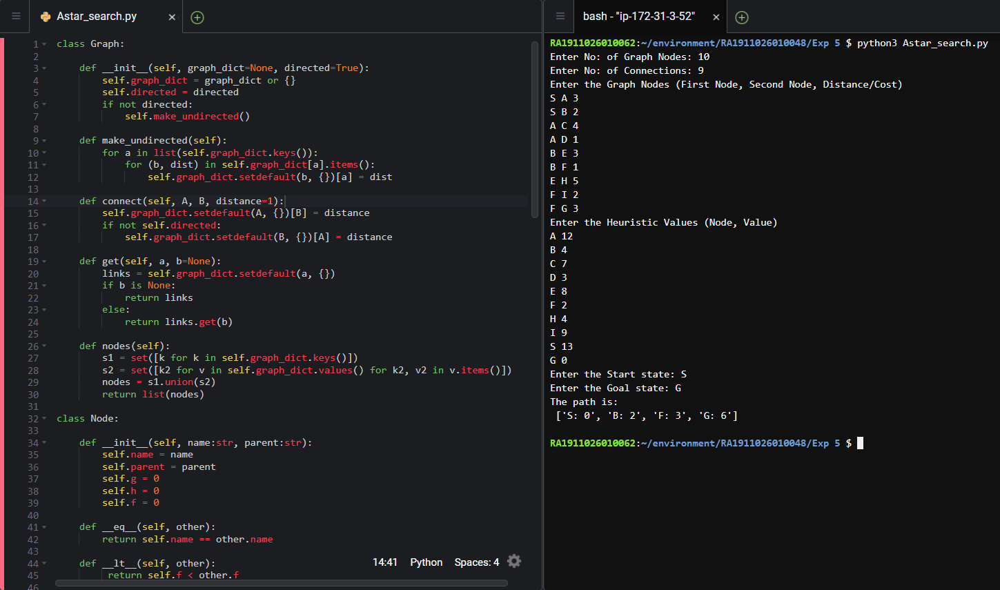 Astar_search.py
1 class Graph:
2
3     def __init__(self, graph_dict=None, directed=True):
4         self.graph_dict = graph_dict or {}
5         self.directed = directed
6         if not directed:
7             self.make_undirected()
8
9     def make_undirected(self):
10         for a in list(self.graph_dict.keys()):
11             for (b, dist) in self.graph_dict[a].items():
12                 self.graph_dict.setdefault(b, {})[a] = dist
13
14     def connect(self, A, B, distance=1):
15         self.graph_dict.setdefault(A, {})[B] = distance
16         if not self.directed:
17             self.graph_dict.setdefault(B, {})[A] = distance
18
19     def get(self, a, b=None):
20         links = self.graph_dict.setdefault(a, {})
21         if b is None:
22             return links
23         else:
24             return links.get(b)
25
26     def nodes(self):
27         s1 = set([k for k in self.graph_dict.keys()])
28         s2 = set([k2 for v in self.graph_dict.values() for k2, v2 in v.items()])
29         nodes = s1.union(s2)
30         return list(nodes)
31
32 class Node:
33
34     def __init__(self, name:str, parent:str):
35         self.name = name
36         self.parent = parent
37         self.g = 0
38         self.h = 0
39         self.f = 0
40
41     def __eq__(self, other):
42         return self.name == other.name
43
44     def __lt__(self, other):
45          return self.f < other.f
46
14:41 Python Spaces: 4
bash - "ip-172-31-3-52"
RA1911026010062:~/environment/RA1911026010048/Exp 5 $ python3 Astar_search.py
Enter No: of Graph Nodes: 10
Enter No: of Connections: 9
Enter the Graph Nodes (First Node, Second Node, Distance/Cost)
S A 3
S B 2
A C 4
A D 1
B E 3
B F 1
E H 5
F I 2
F G 3
Enter the Heuristic Values (Node, Value)
A 12
B 4
C 7
D 3
E 8
F 2
H 4
I 9
S 13
G 0
Enter the Start state: S
Enter the Goal state: G
The path is:
 ['S: 0', 'B: 2', 'F: 3', 'G: 6']
RA1911026010062:~/environment/RA1911026010048/Exp 5 $